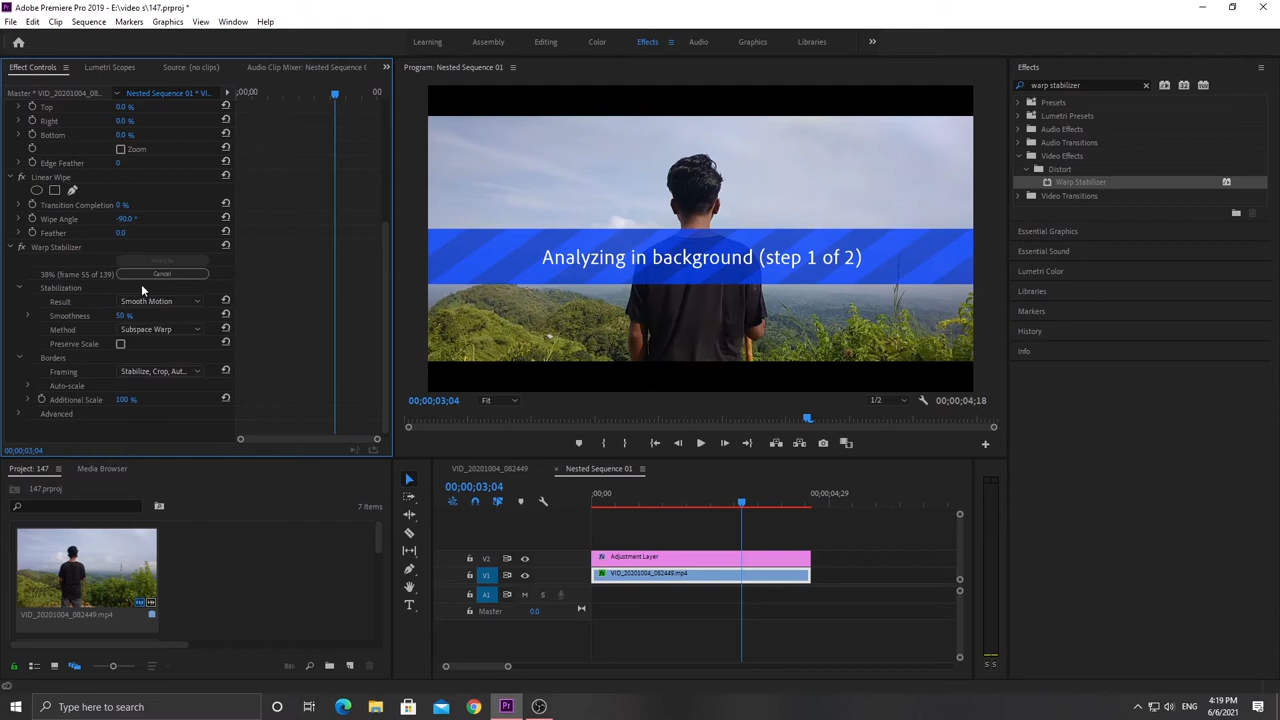 Adobe Premiere Pro 2019 - E:\video s\147.prproj *
File Edit Clip Sequence Markers Graphics View Window Help
Learning Assembly Editing Color Effects Audio Graphics Libraries
Effect Controls Lumetri Scopes Source: (no clips) Audio Clip Mixer: Nested Sequence 0
Program: Nested Sequence 01
Effects
Master * VID_20201004_08... Nested Sequence 01 * VI...
;00;00 00
warp stabilizer
Top 0.0 %
Right 0.0 %
Bottom 0.0 %
Zoom
Edge Feather 0
Linear Wipe
Transition Completion 0 %
Wipe Angle -90.0 °
Feather 0.0
Warp Stabilizer
Analyze
38% (frame 55 of 139) Cancel
Stabilization
Result Smooth Motion
Smoothness 50 %
Method Subspace Warp
Preserve Scale
Borders
Framing Stabilize, Crop, Aut...
Auto-scale
Additional Scale 100 %
Advanced
00;00;03;04
Analyzing in background (step 1 of 2)
00;00;03;04 Fit 1/2 00;00;04;18
Presets
Lumetri Presets
Audio Effects
Audio Transitions
Video Effects
Distort
Warp Stabilizer
Video Transitions
Essential Graphics
Essential Sound
Lumetri Color
Libraries
Markers
History
Info
Project: 147 Media Browser
147.prproj
7 Items
VID_20201004_082449.mp4
VID_20201004_082449 Nested Sequence 01
00;00;03;04
;00;00 00;00;04;29
V2 Adjustment Layer
V1 VID_20201004_082449.mp4
A1 M S
Master 0.0
S S
Type here to search
4:19 PM
6/6/2021